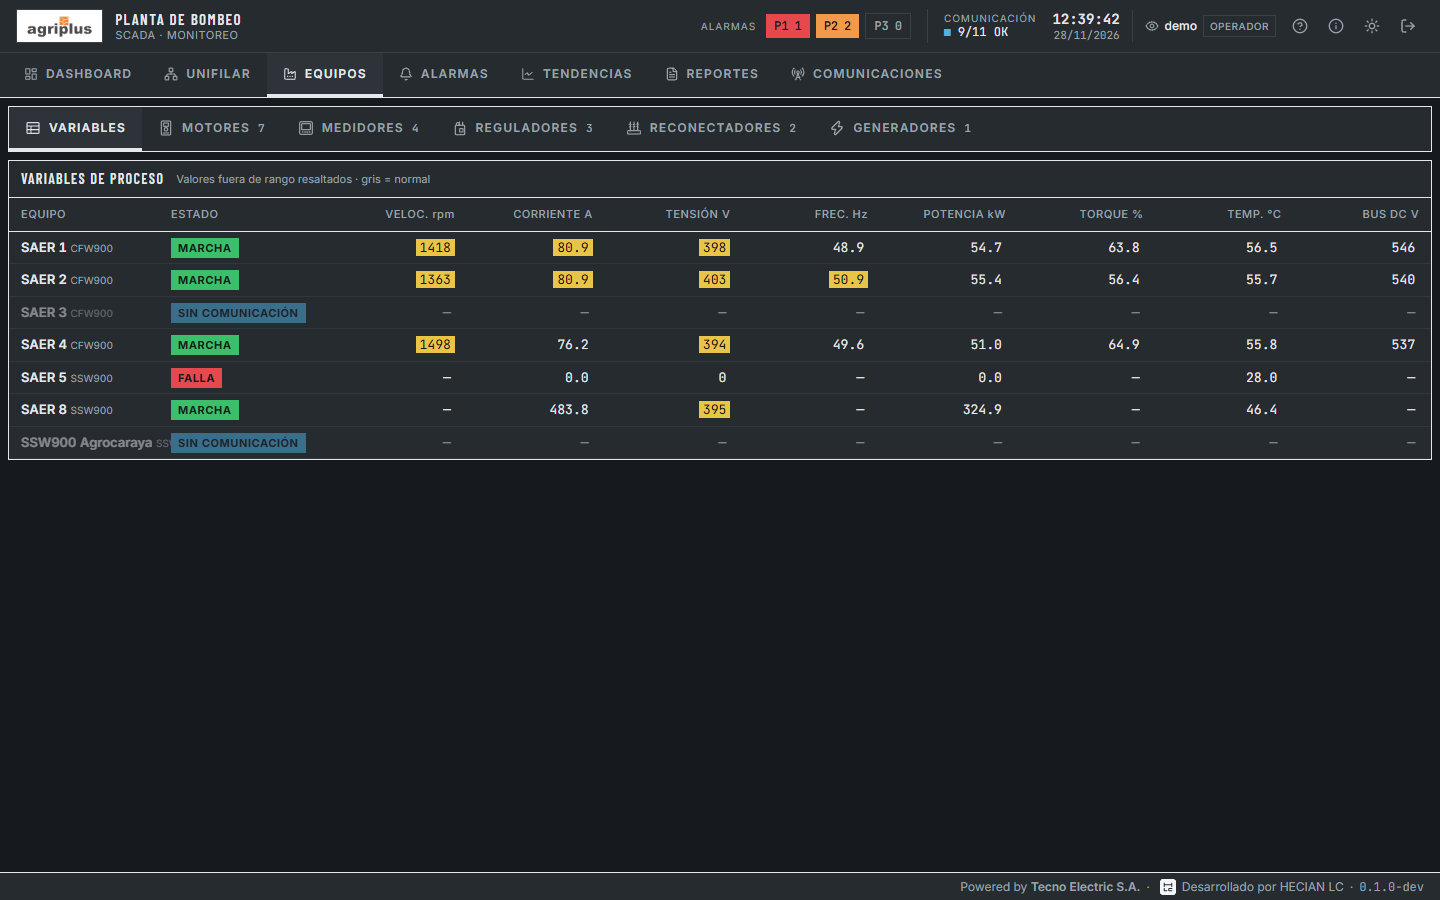 agriplus
PLANTA DE BOMBEO
SCADA · MONITOREO
ALARMAS P1 1 P2 2 P3 0
COMUNICACIÓN
9/11 OK
12:39:42
28/11/2026
demo OPERADOR
DASHBOARD UNIFILAR EQUIPOS ALARMAS TENDENCIAS REPORTES COMUNICACIONES
VARIABLES MOTORES 7 MEDIDORES 4 REGULADORES 3 RECONECTADORES 2 GENERADORES 1
VARIABLES DE PROCESO Valores fuera de rango resaltados · gris = normal
EQUIPO ESTADO VELOC. rpm CORRIENTE A TENSIÓN V FREC. Hz POTENCIA kW TORQUE % TEMP. °C BUS DC V
SAER 1 CFW900 MARCHA 1418 80.9 398 48.9 54.7 63.8 56.5 546
SAER 2 CFW900 MARCHA 1363 80.9 403 50.9 55.4 56.4 55.7 540
SAER 3 CFW900 SIN COMUNICACIÓN — — — — — — — —
SAER 4 CFW900 MARCHA 1498 76.2 394 49.6 51.0 64.9 55.8 537
SAER 5 SSW900 FALLA — 0.0 0 — 0.0 — 28.0 —
SAER 8 SSW900 MARCHA — 483.8 395 — 324.9 — 46.4 —
SSW900 Agrocaraya SIN COMUNICACIÓN — — — — — — — —
Powered by Tecno Electric S.A. · Desarrollado por HECIAN LC · 0.1.0-dev